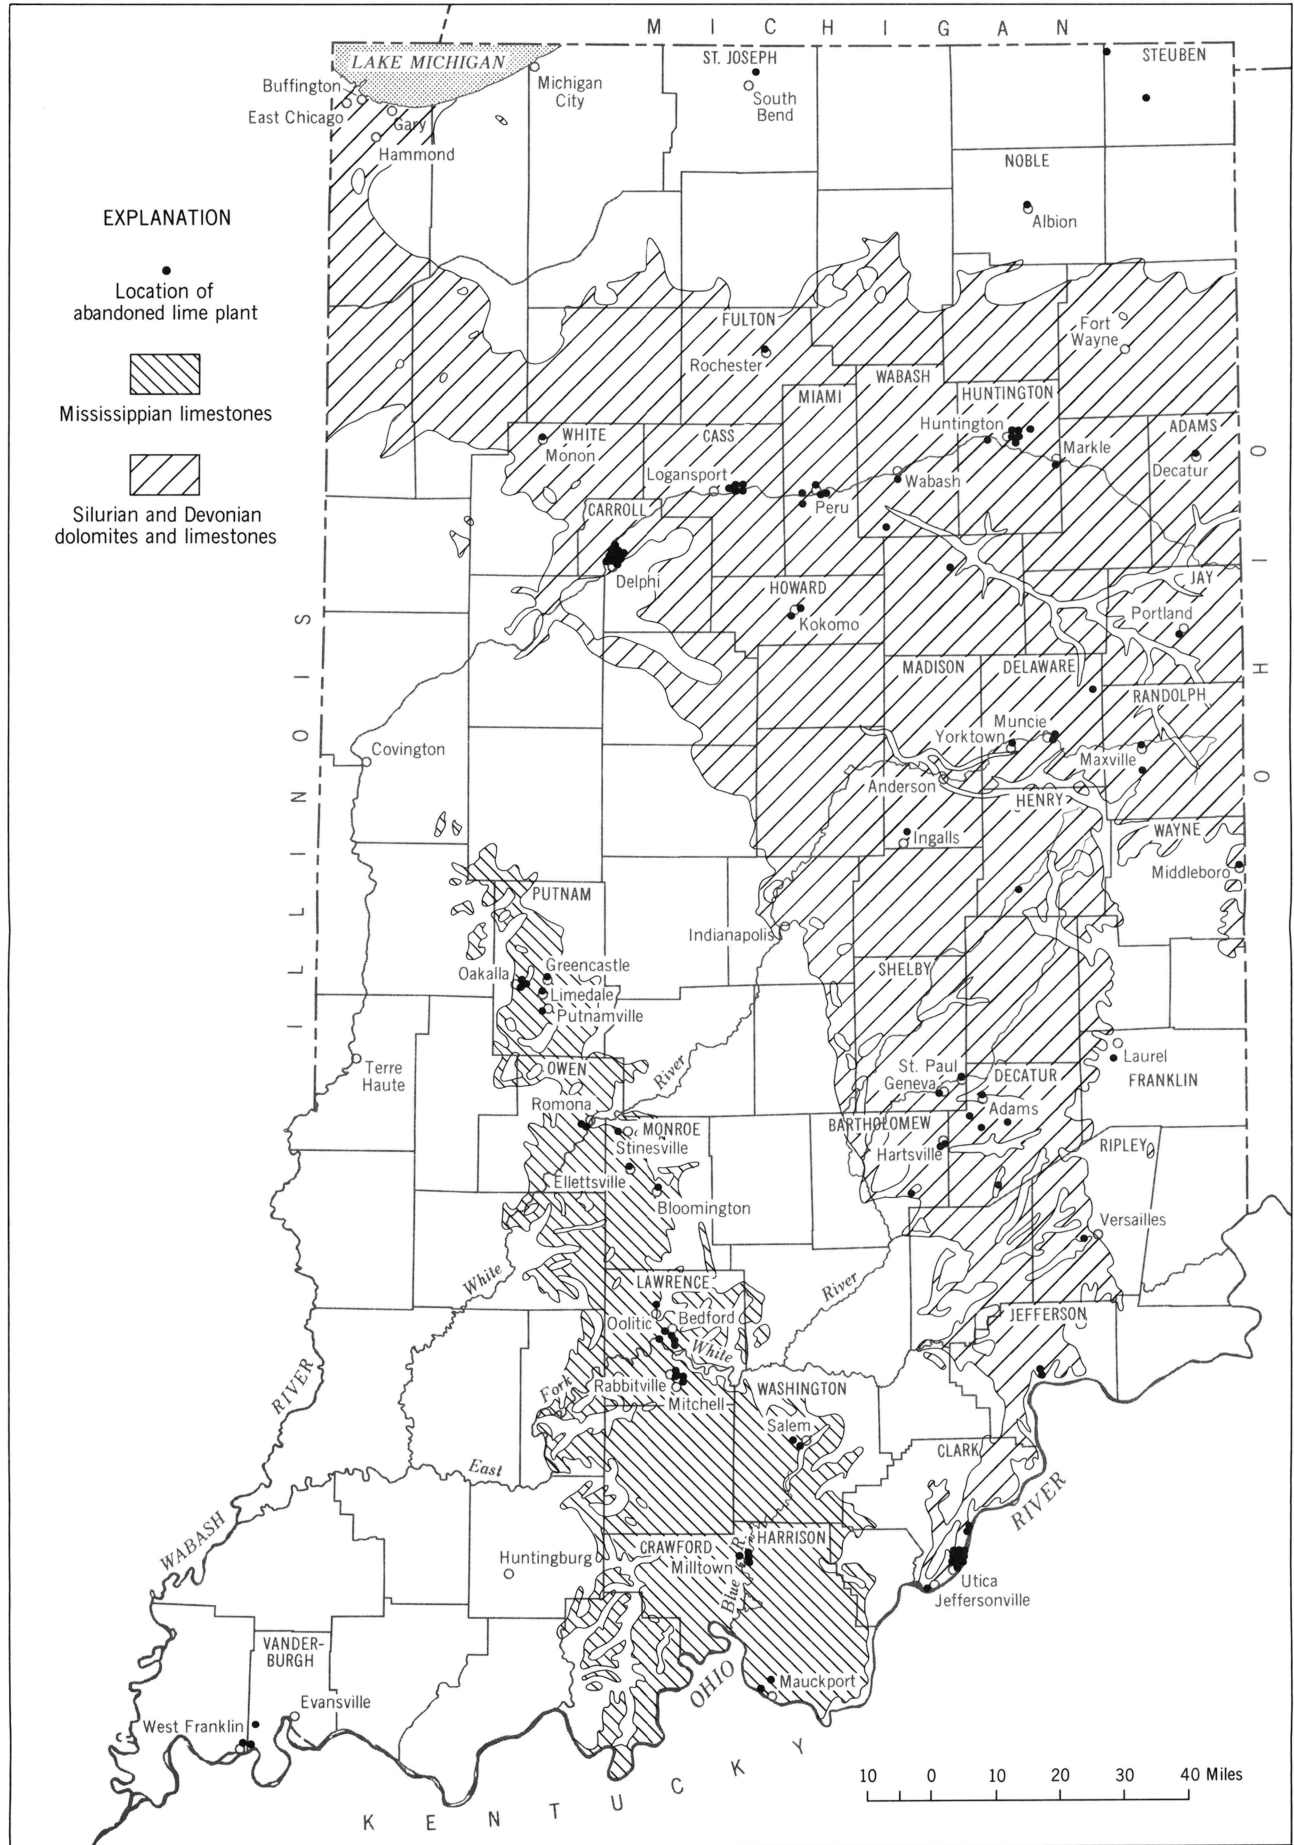 M I C H I G A N
LAKE MICHIGAN
ST. JOSEPH
STEUBEN
Buffington
East Chicago
Gary
Hammond
Michigan
City
South
Bend
NOBLE
Albion
EXPLANATION
Location of
abandoned lime plant
Mississippian limestones
Silurian and Devonian
dolomites and limestones
FULTON
Rochester
Fort
Wayne
WABASH
MIAMI
HUNTINGTON
Huntington
WHITE
Monon
CASS
Logansport
Markle
ADAMS
Decatur
Wabash
Peru
CARROLL
Delphi
HOWARD
Kokomo
JAY
Portland
MADISON
DELAWARE
RANDOLPH
Muncie
Yorktown
Maxville
Covington
Anderson
HENRY
Ingalls
WAYNE
Middleboro
O H I O
I L L I N O I S
PUTNAM
Indianapolis
Oakalla
Greencastle
Limedale
Putnamville
SHELBY
Terre
Haute
OWEN
River
St. Paul
Geneva
DECATUR
Laurel
FRANKLIN
Romona
MONROE
Stinesville
Adams
BARTHOLOMEW
Hartsville
RIPLEY
Ellettsville
Bloomington
Versailles
White
River
LAWRENCE
Oolitic
Bedford
White
JEFFERSON
RIVER
Fork
Rabbitville
Mitchell
WASHINGTON
Salem
East
CLARK
RIVER
WABASH
Huntingburg
CRAWFORD
Milltown
HARRISON
Blue R.
Utica
Jeffersonville
VANDER-
BURGH
OHIO
Mauckport
Evansville
West Franklin
K E N T U C K Y
10 0 10 20 30 40 Miles